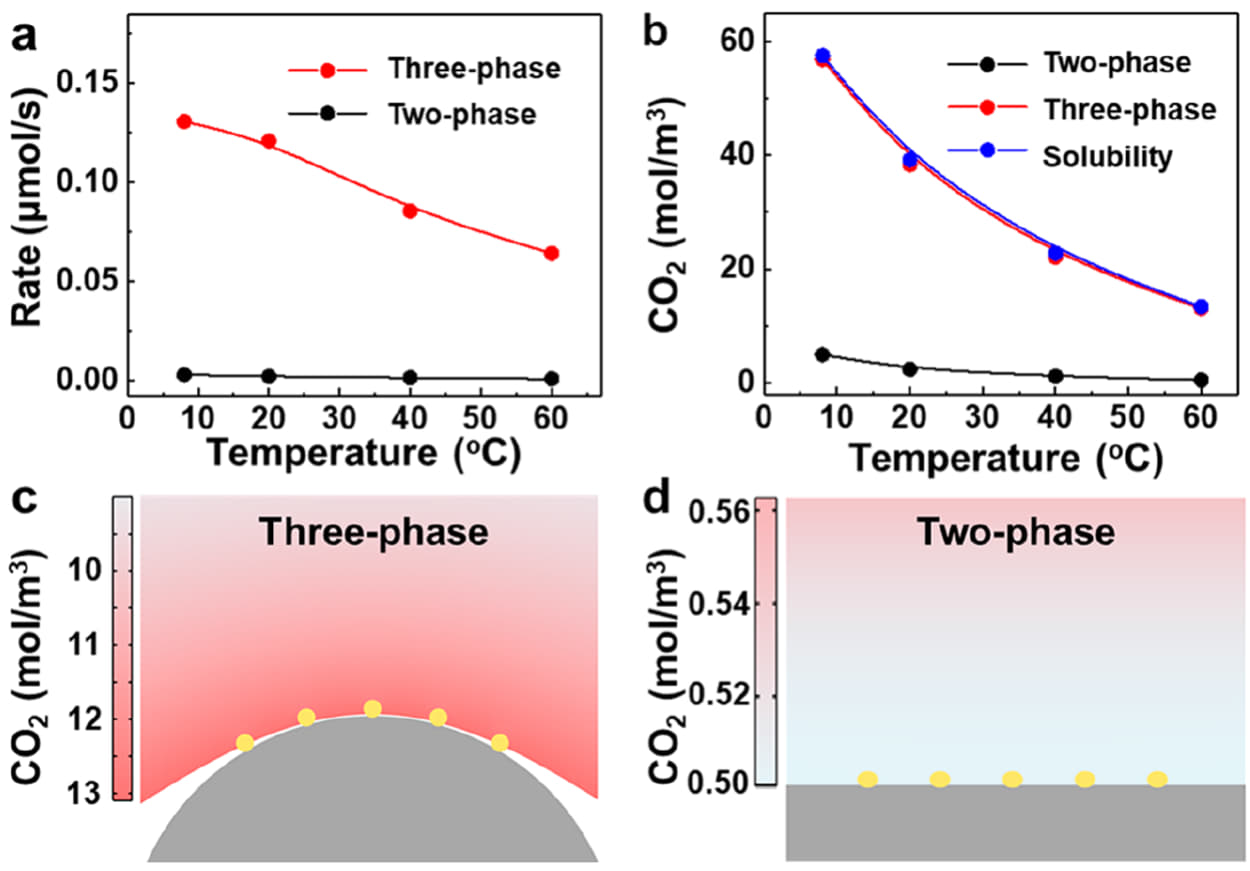 a
Rate (μmol/s)
0.15
0.10
0.05
0.00
Three-phase
Two-phase
0 10 20 30 40 50 60
Temperature (°C)
b
CO₂ (mol/m³)
60
40
20
0
Two-phase
Three-phase
Solubility
0 10 20 30 40 50 60
Temperature (°C)
c
CO₂ (mol/m³)
10
11
12
13
Three-phase
d
CO₂ (mol/m³)
0.56
0.54
0.52
0.50
Two-phase